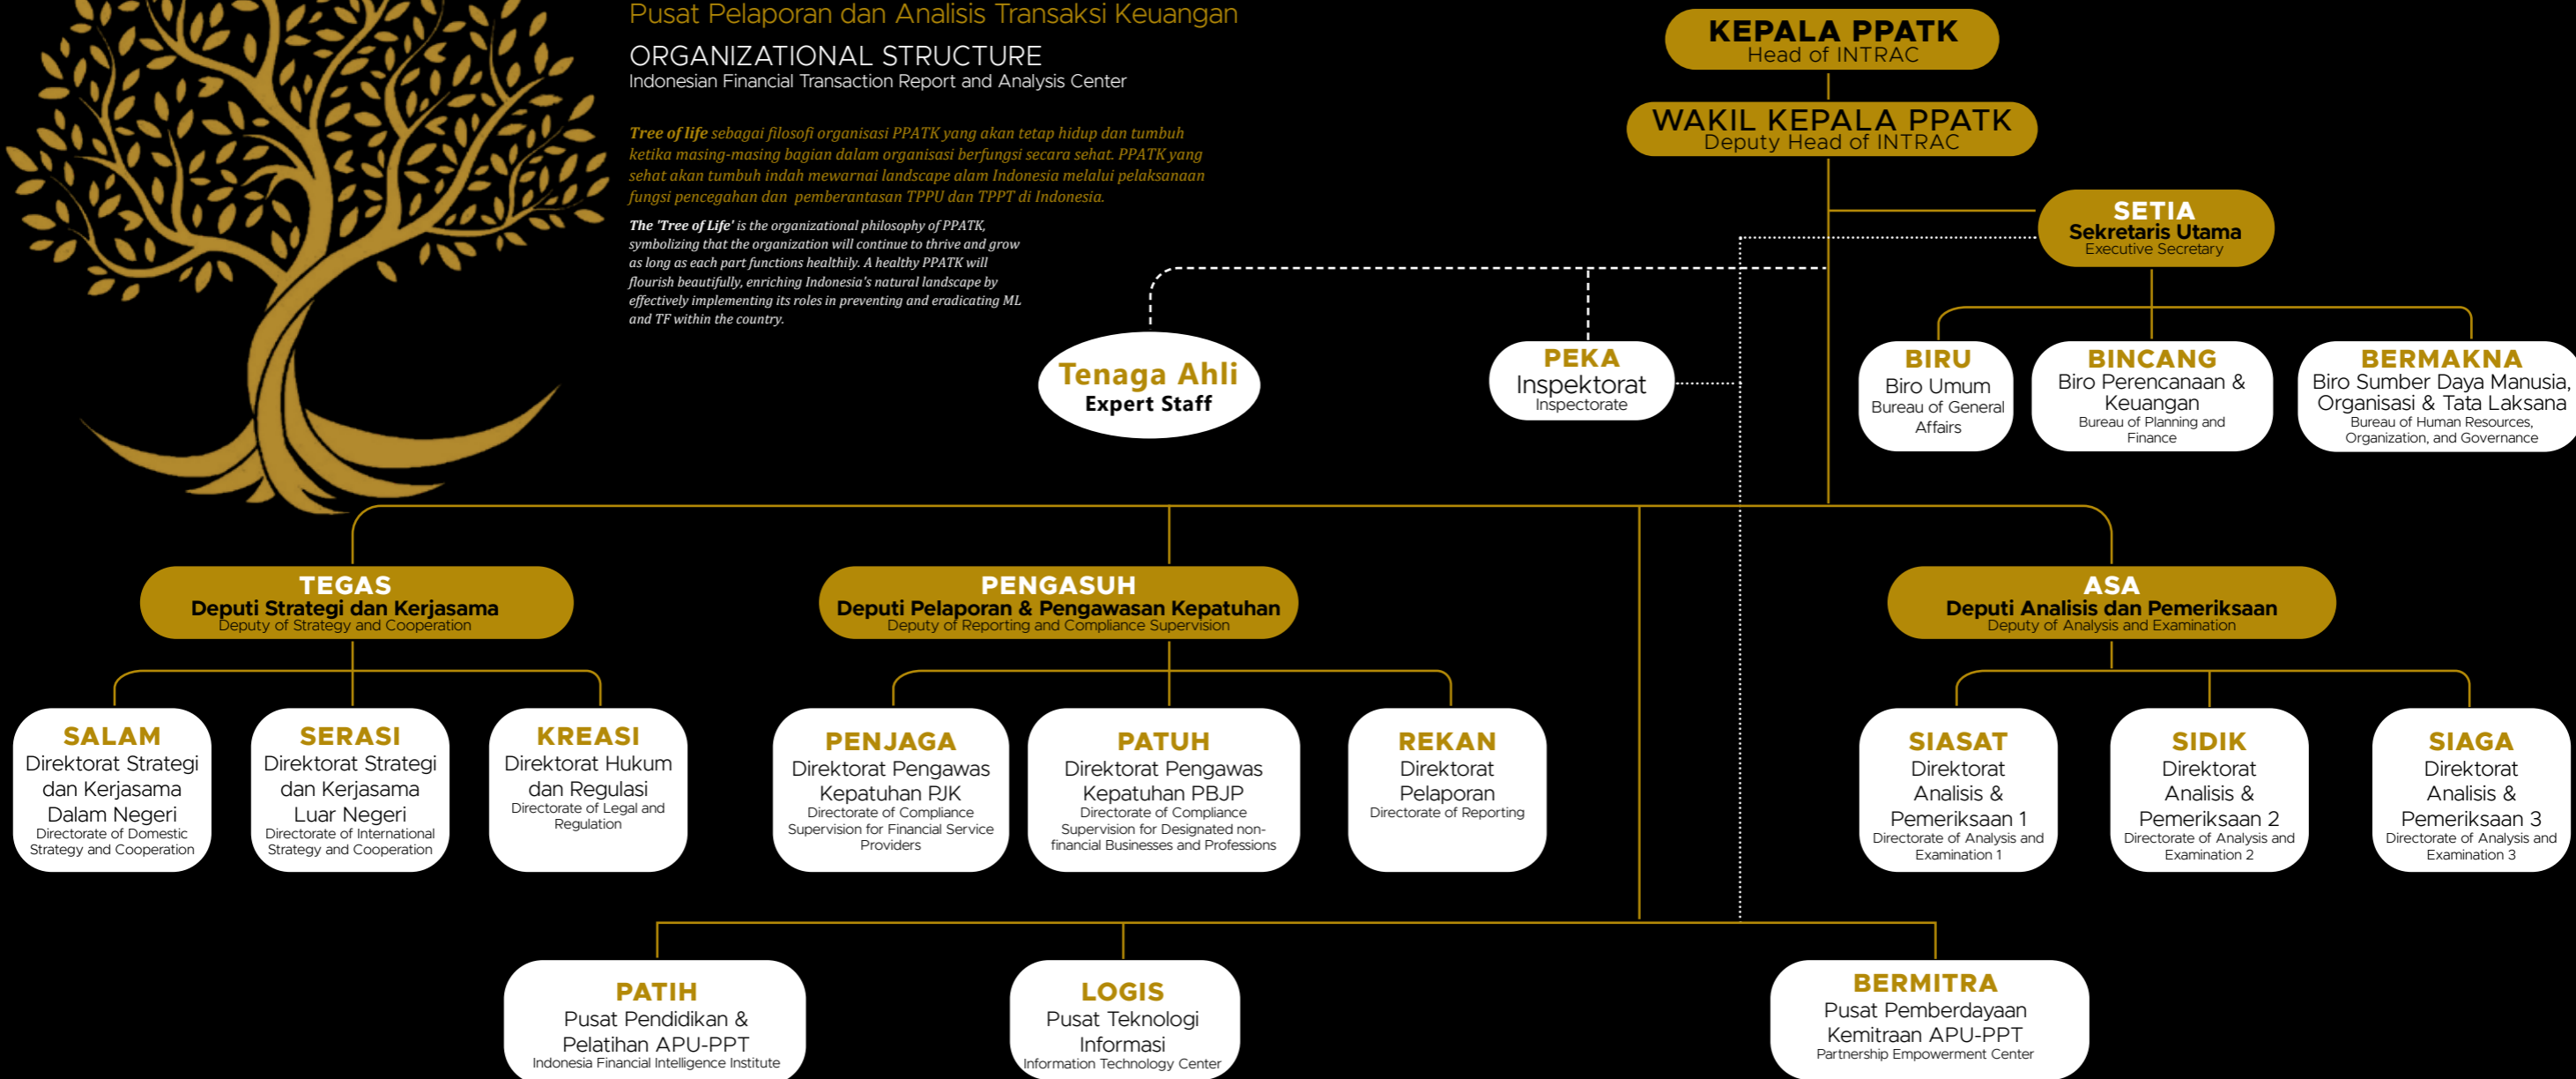 Pusat Pelaporan dan Analisis Transaksi Keuangan
ORGANIZATIONAL STRUCTURE
Indonesian Financial Transaction Report and Analysis Center
Tree of life sebagai filosofi organisasi PPATK yang akan tetap hidup dan tumbuh
ketika masing-masing bagian dalam organisasi berfungsi secara sehat. PPATK yang
sehat akan tumbuh indah mewarnai landscape alam Indonesia melalui pelaksanaan
fungsi pencegahan dan pemberantasan TPPU dan TPPT di Indonesia.
The 'Tree of Life' is the organizational philosophy of PPATK,
symbolizing that the organization will continue to thrive and grow
as long as each part functions healthily. A healthy PPATK will
flourish beautifully, enriching Indonesia's natural landscape by
effectively implementing its roles in preventing and eradicating ML
and TF within the country.
KEPALA PPATK
Head of INTRAC
WAKIL KEPALA PPATK
Deputy Head of INTRAC
SETIA
Sekretaris Utama
Executive Secretary
Tenaga Ahli
Expert Staff
PEKA
Inspektorat
Inspectorate
BIRU
Biro Umum
Bureau of General
Affairs
BINCANG
Biro Perencanaan &
Keuangan
Bureau of Planning and
Finance
BERMAKNA
Biro Sumber Daya Manusia,
Organisasi & Tata Laksana
Bureau of Human Resources,
Organization, and Governance
TEGAS
Deputi Strategi dan Kerjasama
Deputy of Strategy and Cooperation
PENGASUH
Deputi Pelaporan & Pengawasan Kepatuhan
Deputy of Reporting and Compliance Supervision
ASA
Deputi Analisis dan Pemeriksaan
Deputy of Analysis and Examination
SALAM
Direktorat Strategi
dan Kerjasama
Dalam Negeri
Directorate of Domestic
Strategy and Cooperation
SERASI
Direktorat Strategi
dan Kerjasama
Luar Negeri
Directorate of International
Strategy and Cooperation
KREASI
Direktorat Hukum
dan Regulasi
Directorate of Legal and
Regulation
PENJAGA
Direktorat Pengawas
Kepatuhan PJK
Directorate of Compliance
Supervision for Financial Service
Providers
PATUH
Direktorat Pengawas
Kepatuhan PBJP
Directorate of Compliance
Supervision for Designated non-
financial Businesses and Professions
REKAN
Direktorat
Pelaporan
Directorate of Reporting
SIASAT
Direktorat
Analisis &
Pemeriksaan 1
Directorate of Analysis and
Examination 1
SIDIK
Direktorat
Analisis &
Pemeriksaan 2
Directorate of Analysis and
Examination 2
SIAGA
Direktorat
Analisis &
Pemeriksaan 3
Directorate of Analysis and
Examination 3
PATIH
Pusat Pendidikan &
Pelatihan APU-PPT
Indonesia Financial Intelligence Institute
LOGIS
Pusat Teknologi
Informasi
Information Technology Center
BERMITRA
Pusat Pemberdayaan
Kemitraan APU-PPT
Partnership Empowerment Center